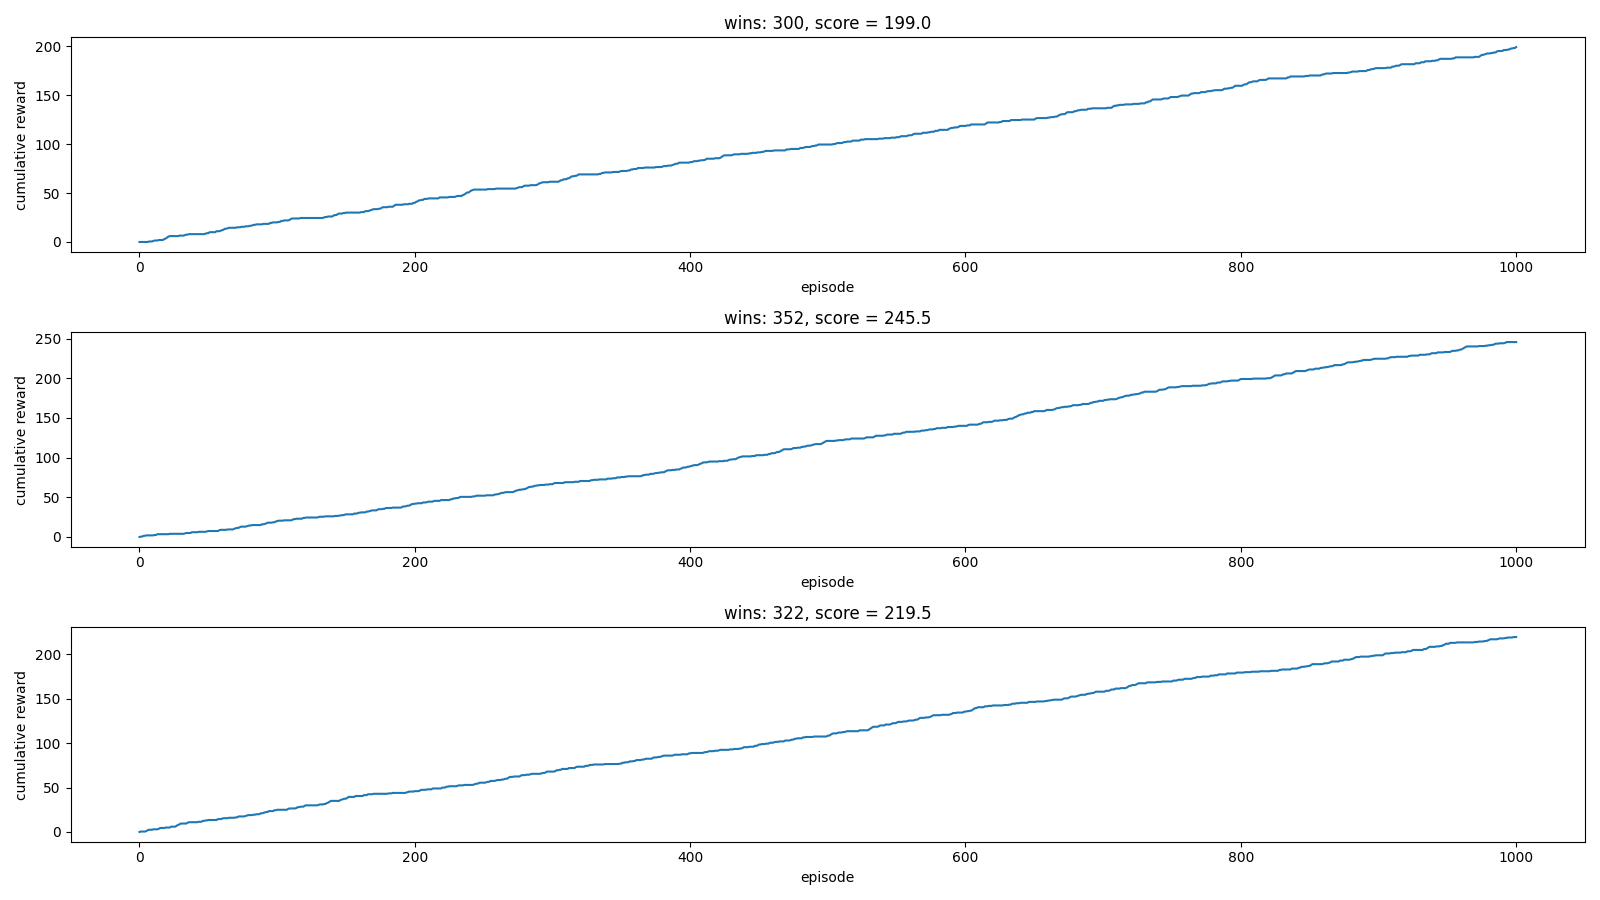 wins: 300, score = 199.0
200
150
100
50
0
cumulative reward
0 200 400 600 800 1000
episode
wins: 352, score = 245.5
250
200
150
100
50
0
cumulative reward
0 200 400 600 800 1000
episode
wins: 322, score = 219.5
200
150
100
50
0
cumulative reward
0 200 400 600 800 1000
episode